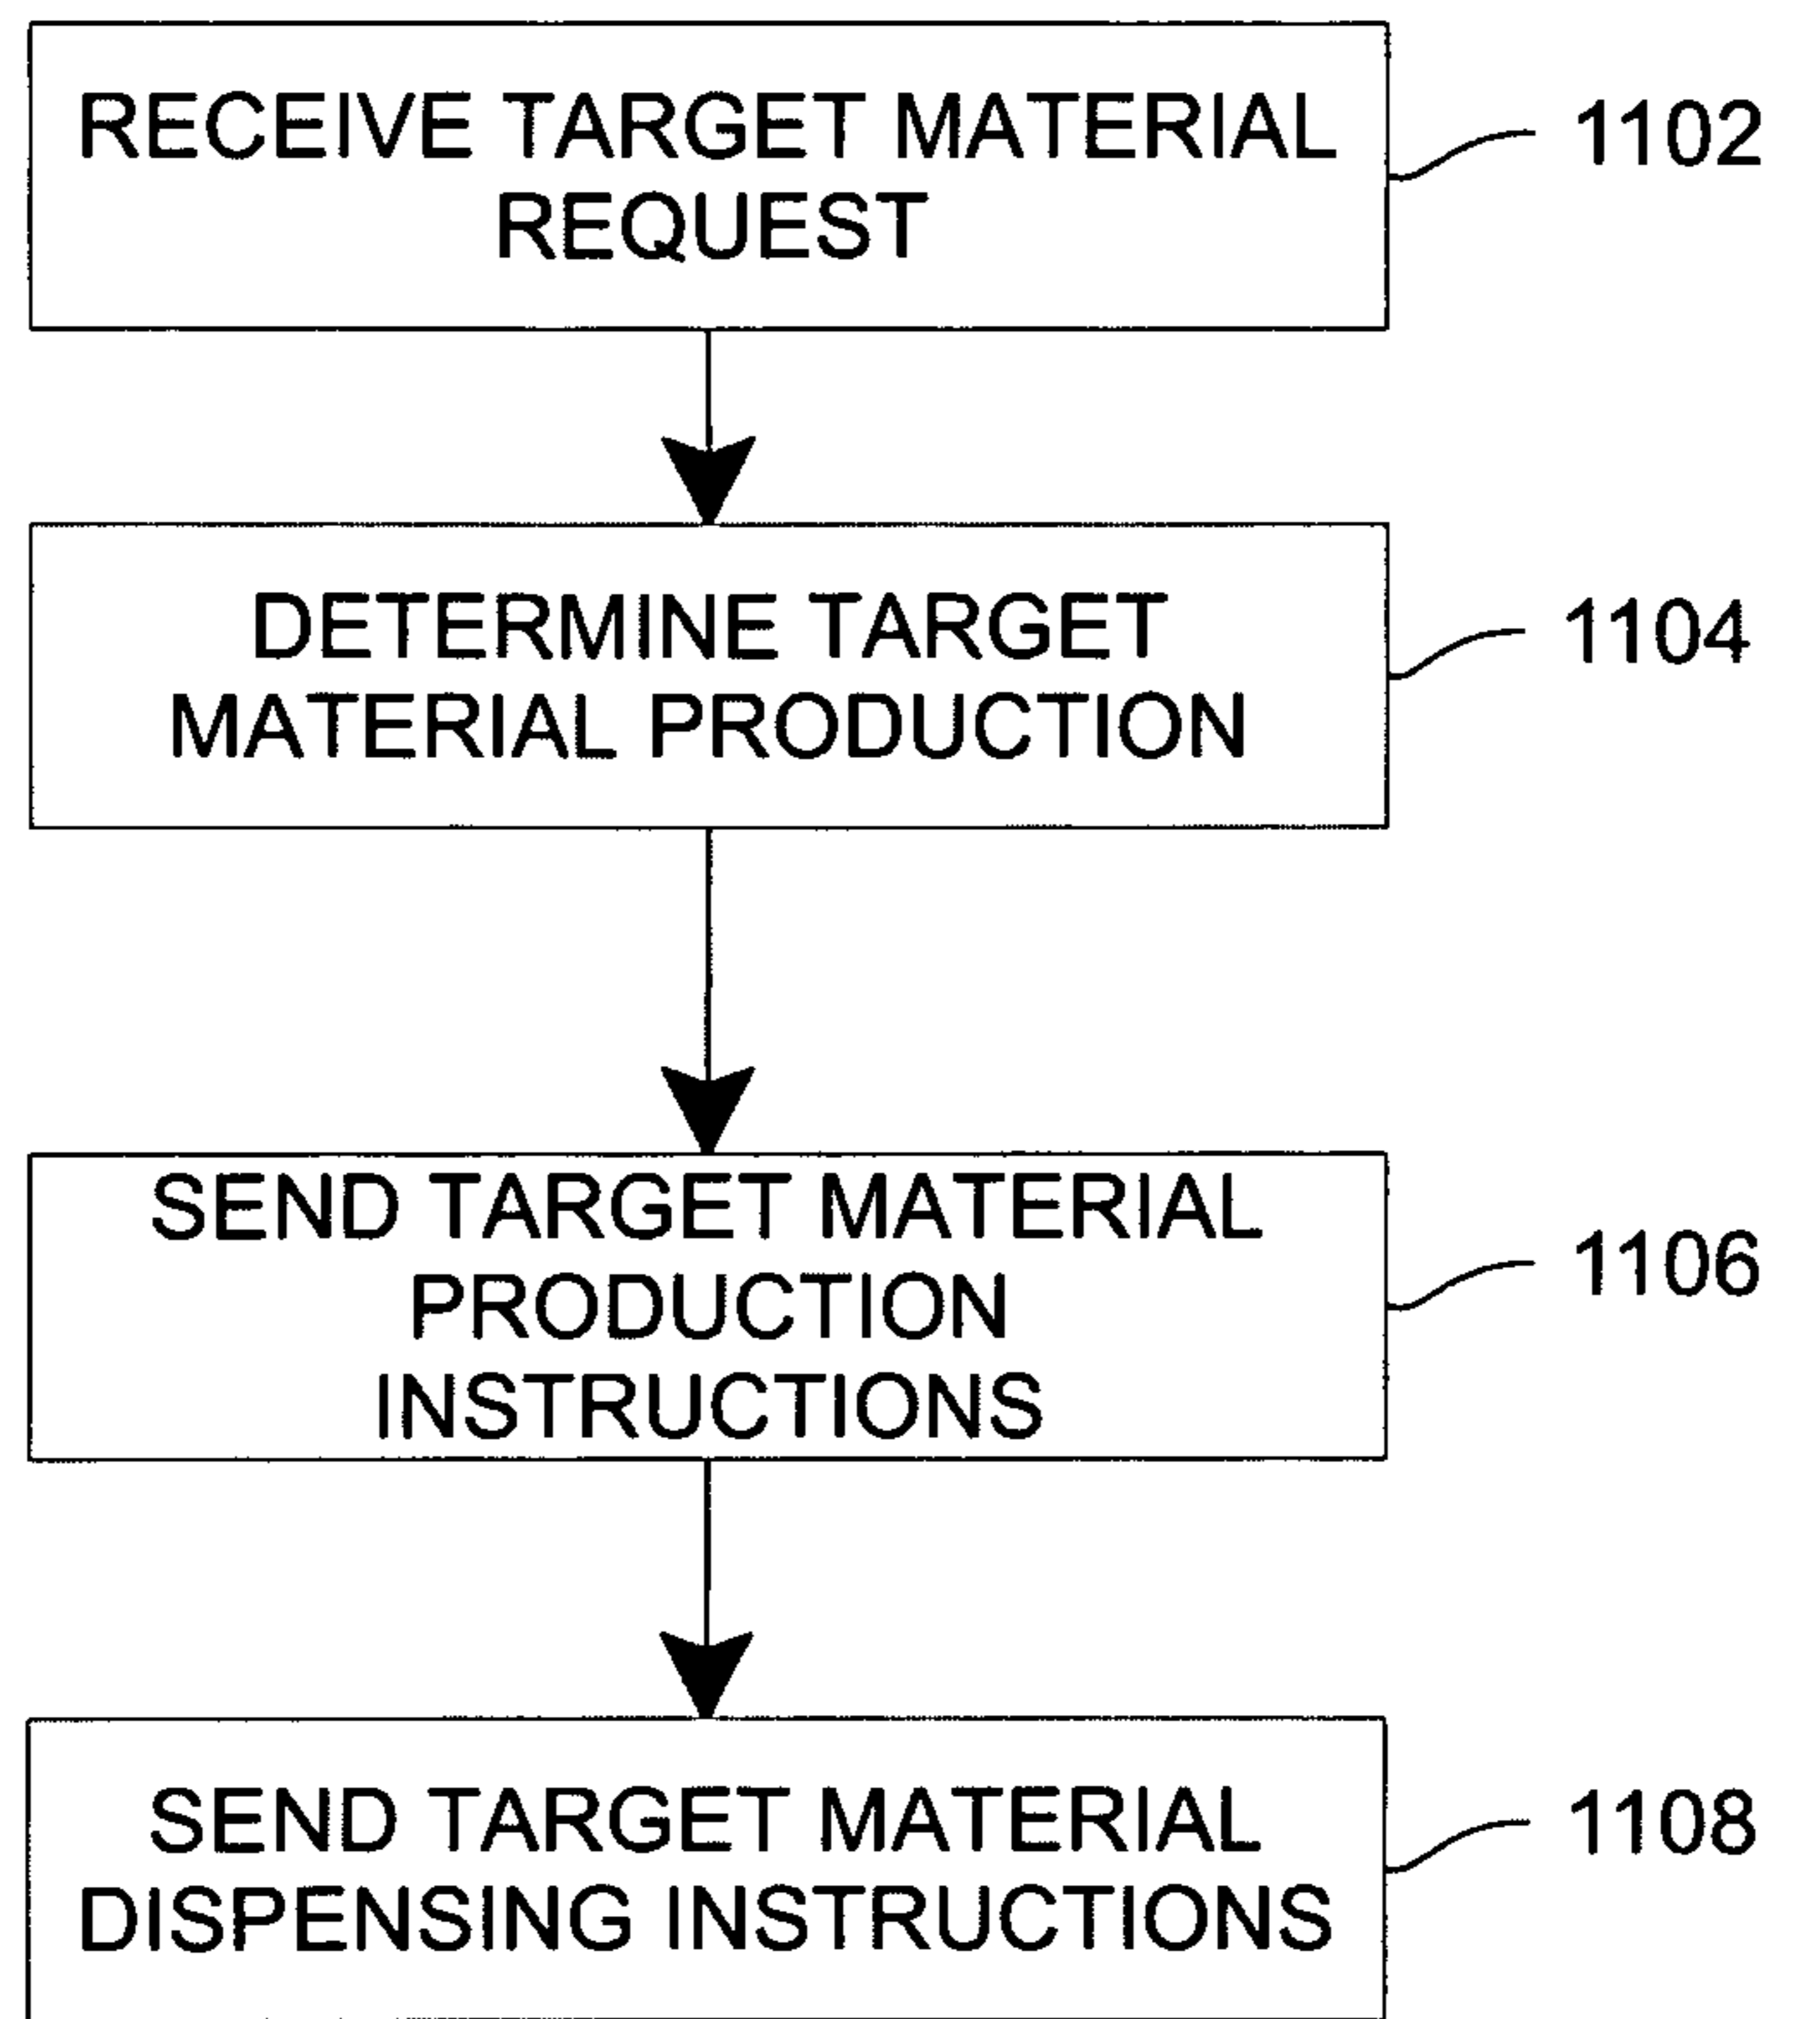 RECEIVE TARGET MATERIAL
REQUEST
1102
DETERMINE TARGET
MATERIAL PRODUCTION
1104
SEND TARGET MATERIAL
PRODUCTION
INSTRUCTIONS
1106
SEND TARGET MATERIAL
DISPENSING INSTRUCTIONS
1108